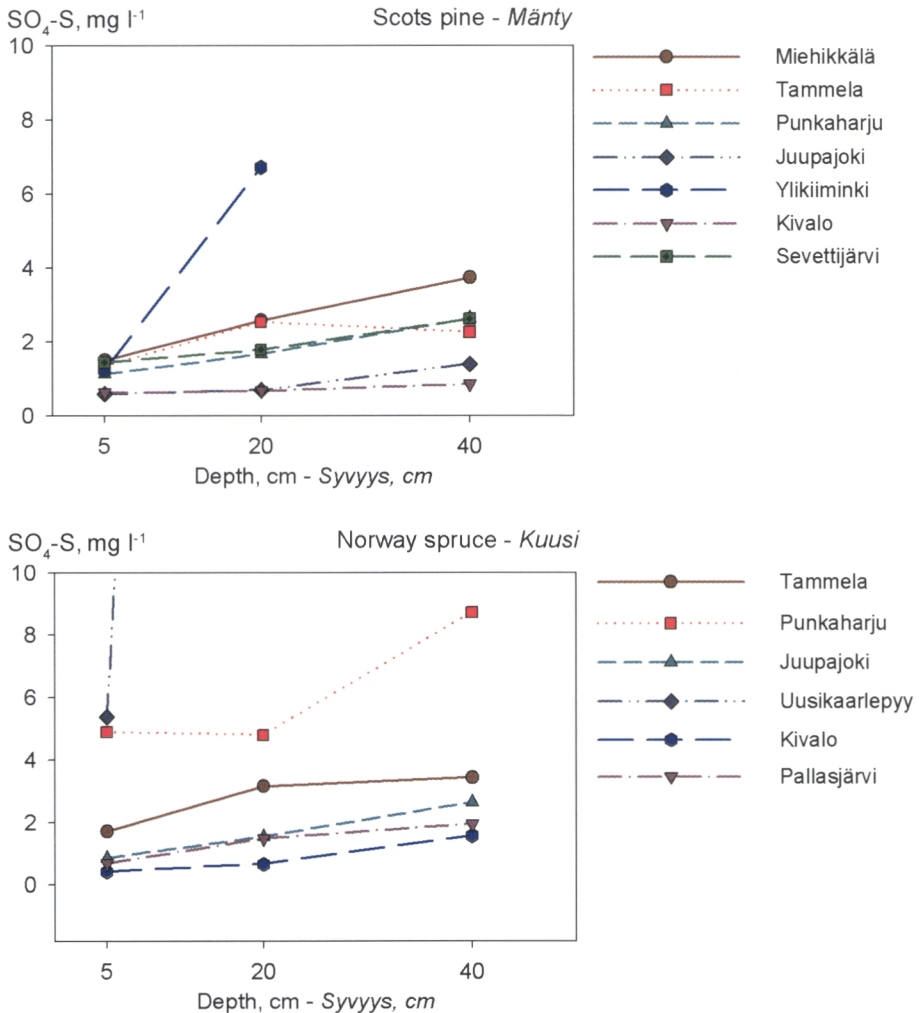 SO₄-S, mg l⁻¹
Scots pine - Mänty
10
8
6
4
2
0
5 20 40
Depth, cm - Syvyys, cm
Miehikkälä
Tammela
Punkaharju
Juupajoki
Ylikiiminki
Kivalo
Sevettijärvi
SO₄-S, mg l⁻¹
Norway spruce - Kuusi
10
8
6
4
2
0
5 20 40
Depth, cm - Syvyys, cm
Tammela
Punkaharju
Juupajoki
Uusikaarlepyy
Kivalo
Pallasjärvi